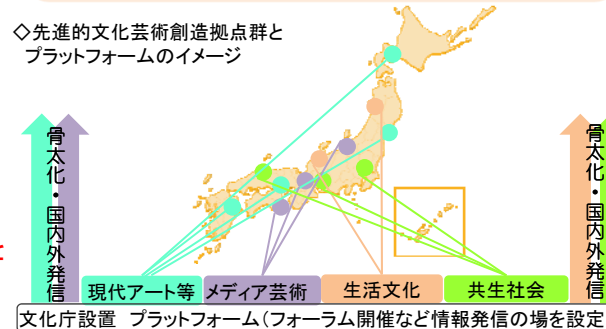 ◇先進的文化芸術創造拠点群と
プラットフォームのイメージ
骨太化・国内外発信
骨太化・国内外発信
現代アート等
メディア芸術
生活文化
共生社会
文化庁設置 プラットフォーム(フォーラム開催など情報発信の場を設定